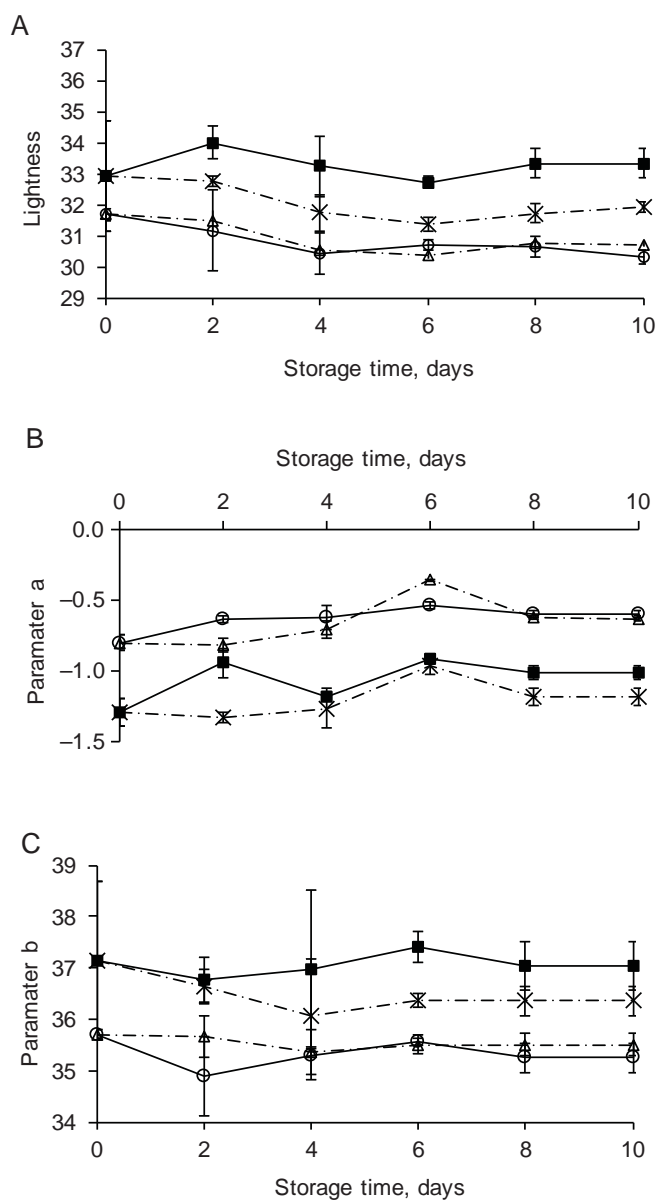 A
37
36
35
34
33
32
31
30
29
Lightness
0 2 4 6 8 10
Storage time, days
B
Storage time, days
0 2 4 6 8 10
0.0
–0.5
–1.0
–1.5
Paramater a
C
39
38
37
36
35
34
Paramater b
0 2 4 6 8 10
Storage time, days